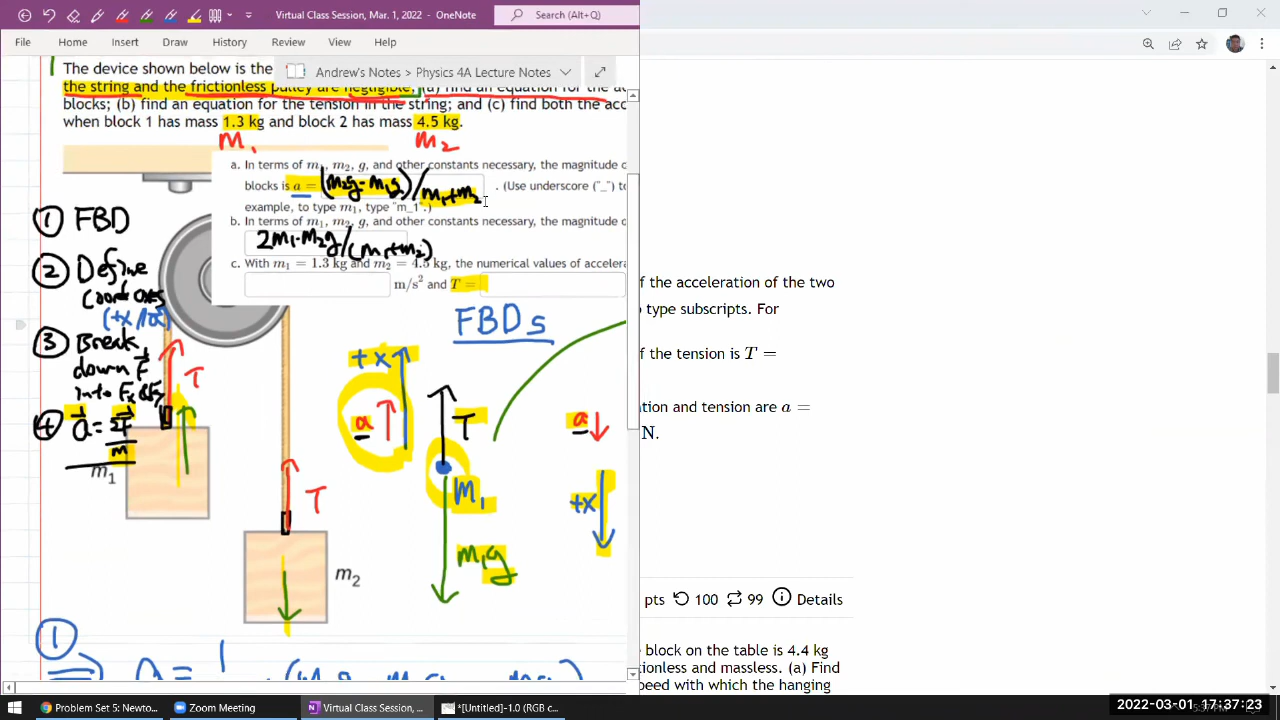 Virtual Class Session, Mar. 1, 2022 - OneNote
Search (Alt+Q)
File Home Insert Draw History Review View Help
The device shown below is the
Andrew's Notes > Physics 4A Lecture Notes
the string and the frictionless pulley are negligible, (a) find an equation for the a
blocks; (b) find an equation for the tension in the string; and (c) find both the acc
when block 1 has mass 1.3 kg and block 2 has mass 4.5 kg.
M1 M2
a. In terms of m1, m2, g, and other constants necessary, the magnitude o
blocks is a = (m2g-m1g)/(m1+m2) . (Use underscore ("_") to
example, to type m1, type "m_1".)
b. In terms of m1, m2, g, and other constants necessary, the magnitude o
2m1·m2g/(m1+m2)
c. With m1 = 1.3 kg and m2 = 4.5 kg, the numerical values of accelera
m/s² and T =
① FBD
② Define
coord axes
(+x // a)
③ Break
down F
into Fx & Fy
④ a = ΣF/m
T
m1
T
m2
FBDs
+x
a
T
M1
M1g
a
+x
①
f the acceleration of the two
type subscripts. For
f the tension is T =
ation and tension are a =
N.
pts 100 99 Details
block on the table is 4.4 kg
tionless and massless. (a) Find
peed with which the hanging
Problem Set 5: Newto...
Zoom Meeting
Virtual Class Session,...
*[Untitled]-1.0 (RGB c...
2022-03-01 17:37:23